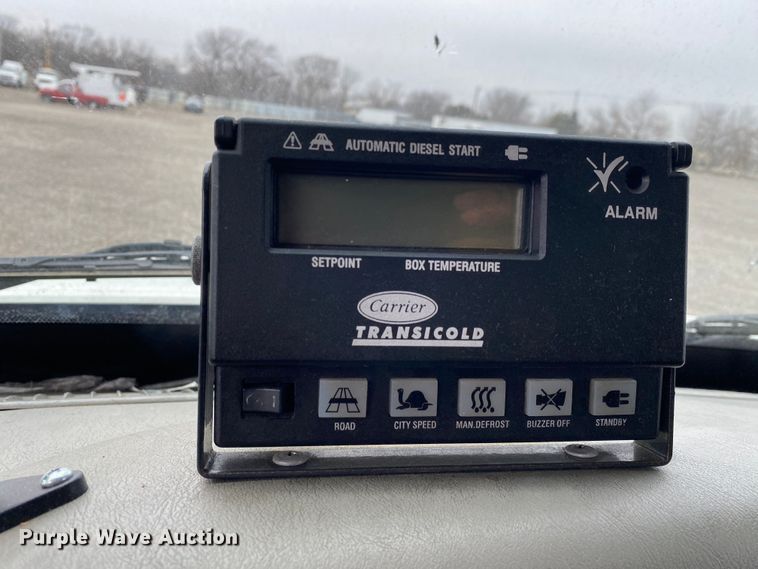 AUTOMATIC DIESEL START
ALARM
SETPOINT BOX TEMPERATURE
Carrier
TRANSICOLD
ROAD CITY SPEED MAN.DEFROST BUZZER OFF STANDBY
Purple Wave Auction